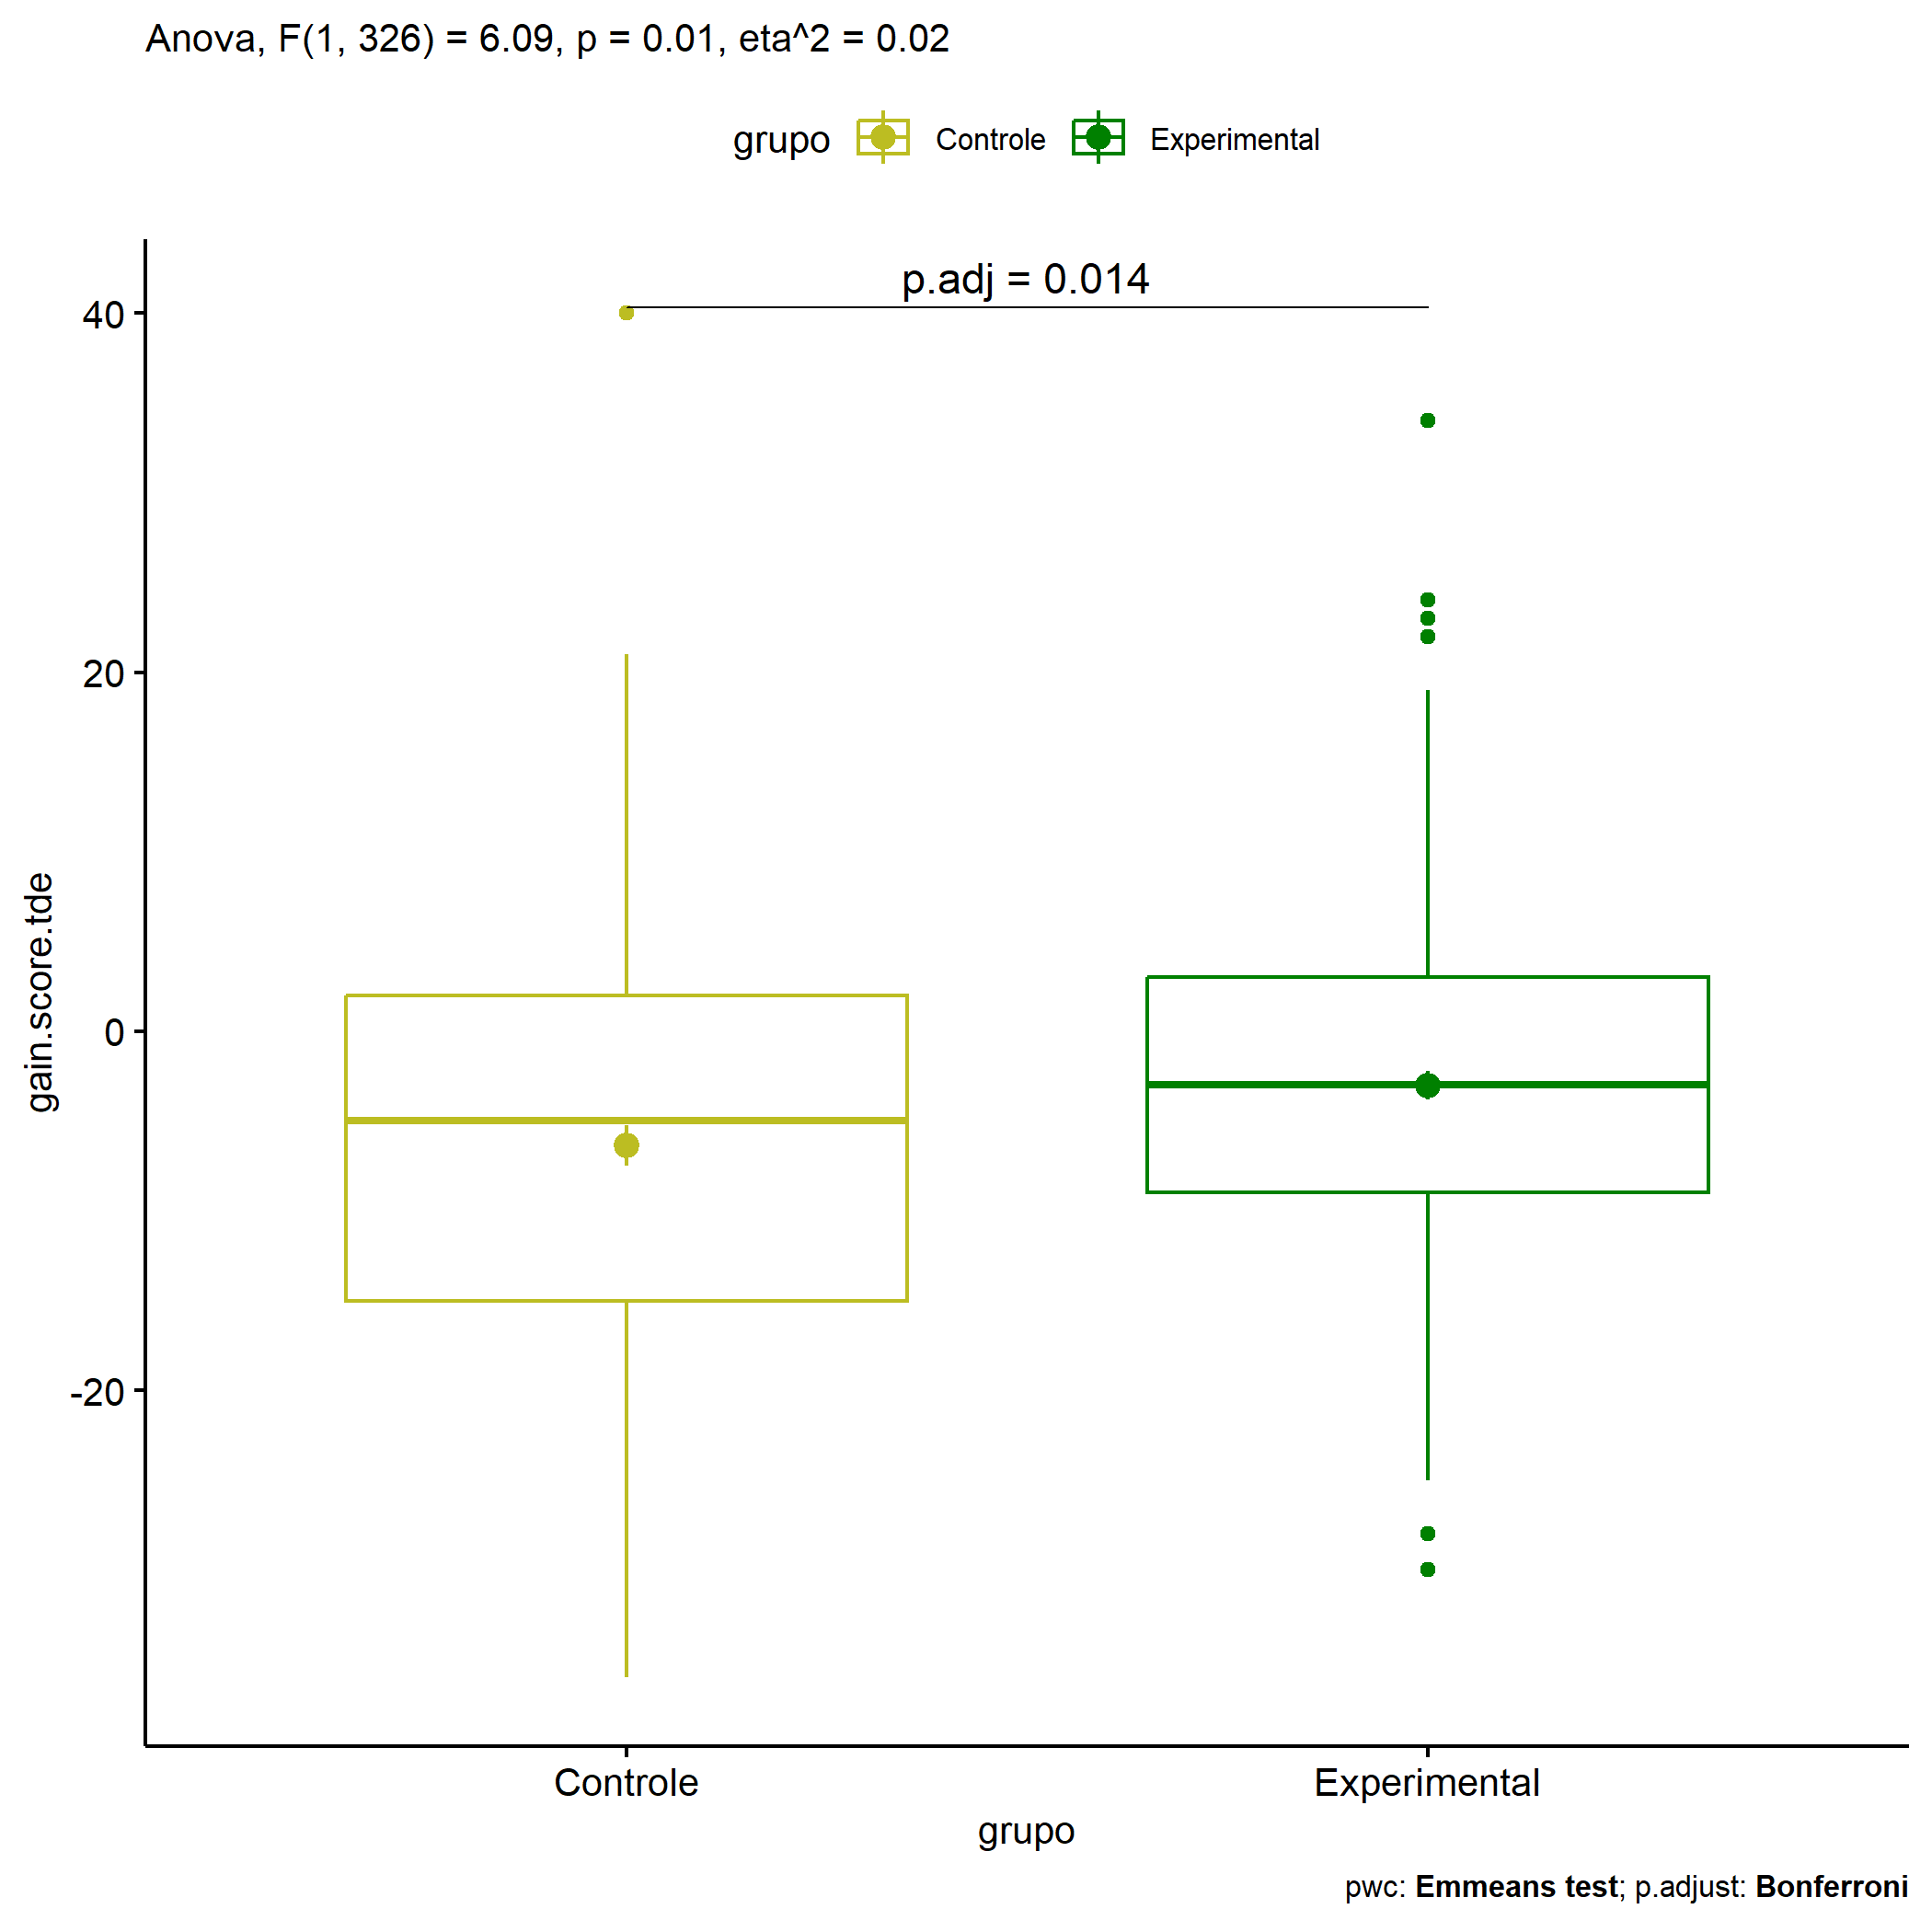 Anova, F(1, 326) = 6.09, p = 0.01, eta^2 = 0.02
grupo Controle Experimental
p.adj = 0.014
40
20
0
-20
gain.score.tde
Controle Experimental
grupo
pwc: Emmeans test; p.adjust: Bonferroni